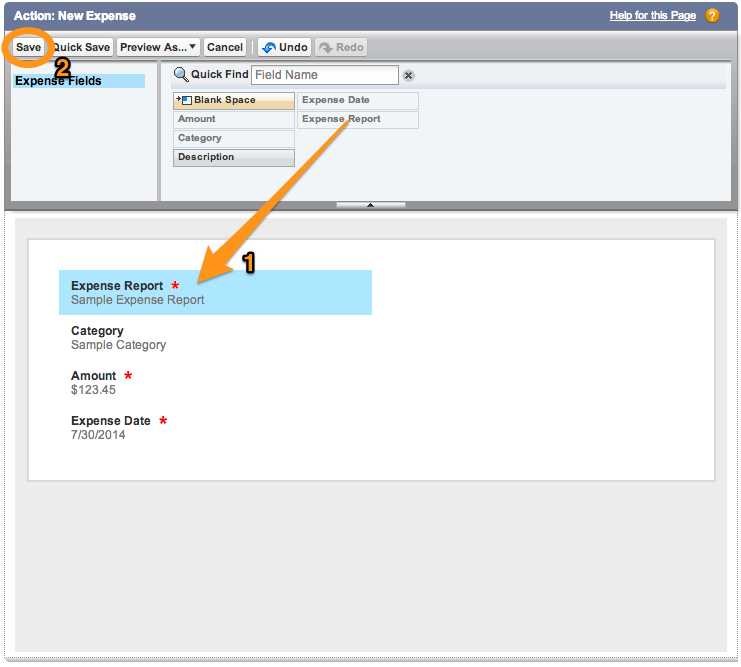 Action: New Expense
Help for this Page ?
Save Quick Save Preview As... Cancel Undo Redo
2
Expense Fields
Quick Find Field Name
Blank Space Expense Date
Amount Expense Report
Category
Description
1
Expense Report *
Sample Expense Report
Category
Sample Category
Amount *
$123.45
Expense Date *
7/30/2014